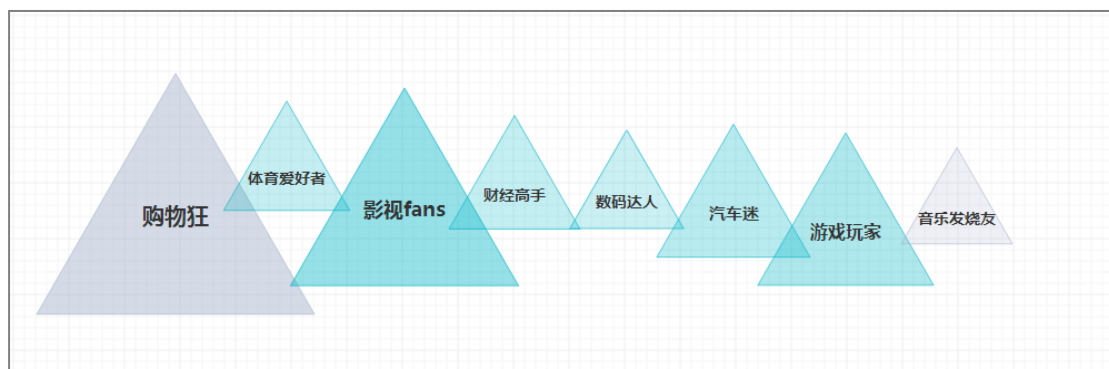 购物狂
体育爱好者
影视fans
财经高手
数码达人
汽车迷
游戏玩家
音乐发烧友